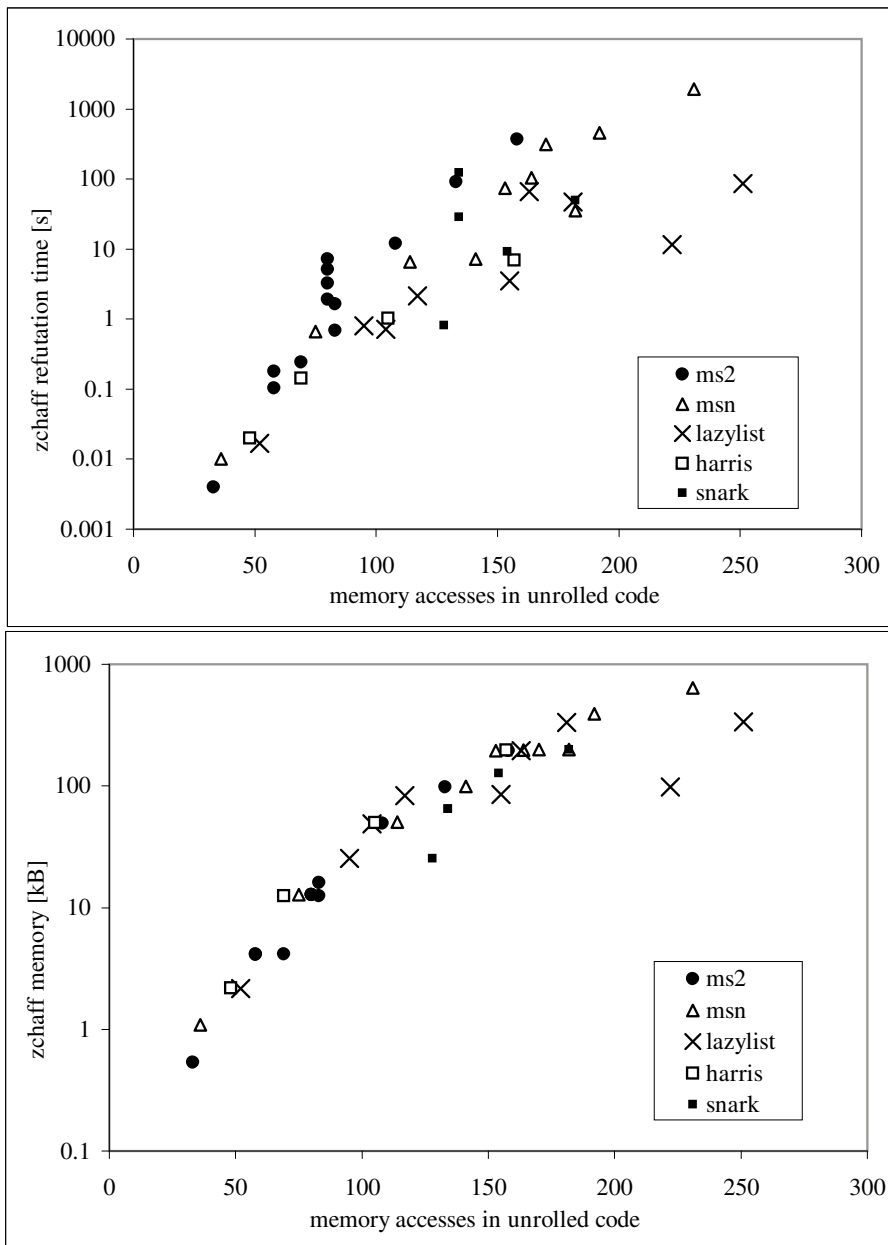 10000
1000
100
10
1
0.1
0.01
0.001
zchaff refutation time [s]
0 50 100 150 200 250 300
memory accesses in unrolled code
ms2
msn
lazylist
harris
snark
1000
100
10
1
0.1
zchaff memory [kB]
0 50 100 150 200 250 300
memory accesses in unrolled code
ms2
msn
lazylist
harris
snark